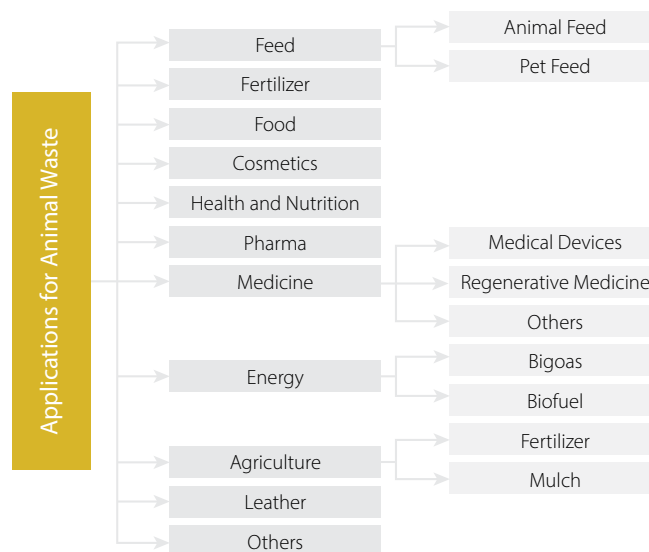 Applications for Animal Waste
Feed
Animal Feed
Pet Feed
Fertilizer
Food
Cosmetics
Health and Nutrition
Pharma
Medicine
Medical Devices
Regenerative Medicine
Others
Energy
Bigoas
Biofuel
Agriculture
Fertilizer
Mulch
Leather
Others